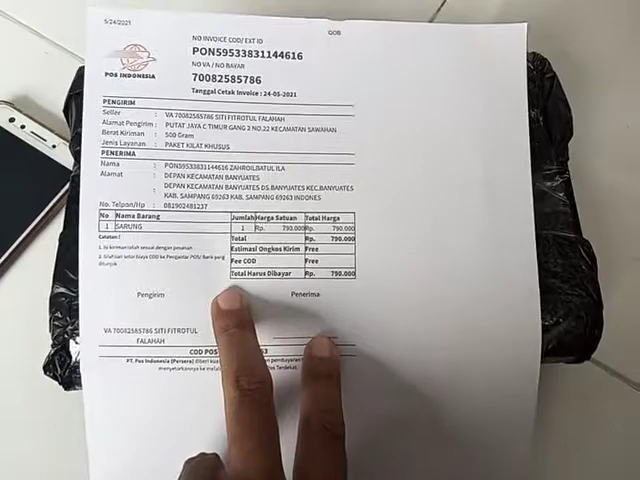 5/24/2021
QOB
NO INVOICE COD/ EXT ID
PON59533831144616
NO VA / NO BAYAR
70082585786
Tanggal Cetak Invoice : 24-05-2021
POS INDONESIA
PENGIRIM
Seller : VA 70082585786 SITI FITROTUL FALAHAH
Alamat Pengirim : PUTAT JAYA C TIMUR GANG 2 NO.22 KECAMATAN SAWAHAN
Berat Kiriman : 500 Gram
Jenis Layanan : PAKET KILAT KHUSUS
PENERIMA
Nama : PON59533831144616 ZAHROILBATUL ILA
Alamat : DEPAN KECAMATAN BANYUATES
: DEPAN KECAMATAN BANYUATES DS.BANYUATES KEC.BANYUATES
KAB. SAMPANG 69263 KAB. SAMPANG 69263 INDONES
No. Telpon/Hp : 081902481237
No Nama Barang Jumlah Harga Satuan Total Harga
1 SARUNG 1 Rp. 790.000 Rp. 790.000
Total Rp. 790.000
Estimasi Ongkos Kirim Free
Fee COD Free
Total Harus Dibayar Rp. 790.000
Catatan :
1. Isi kiriman telah sesuai dengan pesanan
2. Silahkan setor biaya COD ke Pengantar POS/ Bank yang
ditunjuk
Pengirim Penerima
VA 70082585786 SITI FITROTUL
FALAHAH
COD POS
PT. Pos Indonesia (Persero) diberi pembayaran
menyetorkannya ke Pos Terdekat.